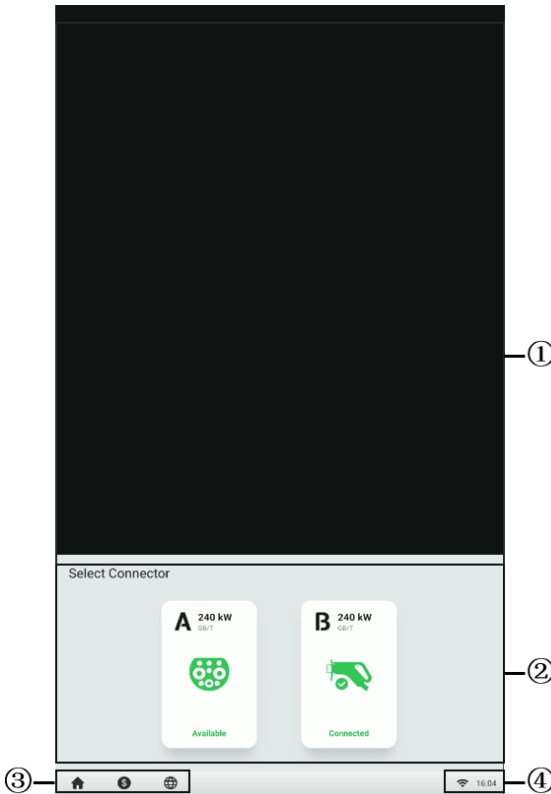 ①
Select Connector
A 240 kW
GB/T
B 240 kW
GB/T
②
Available
Connected
③
16:04
④